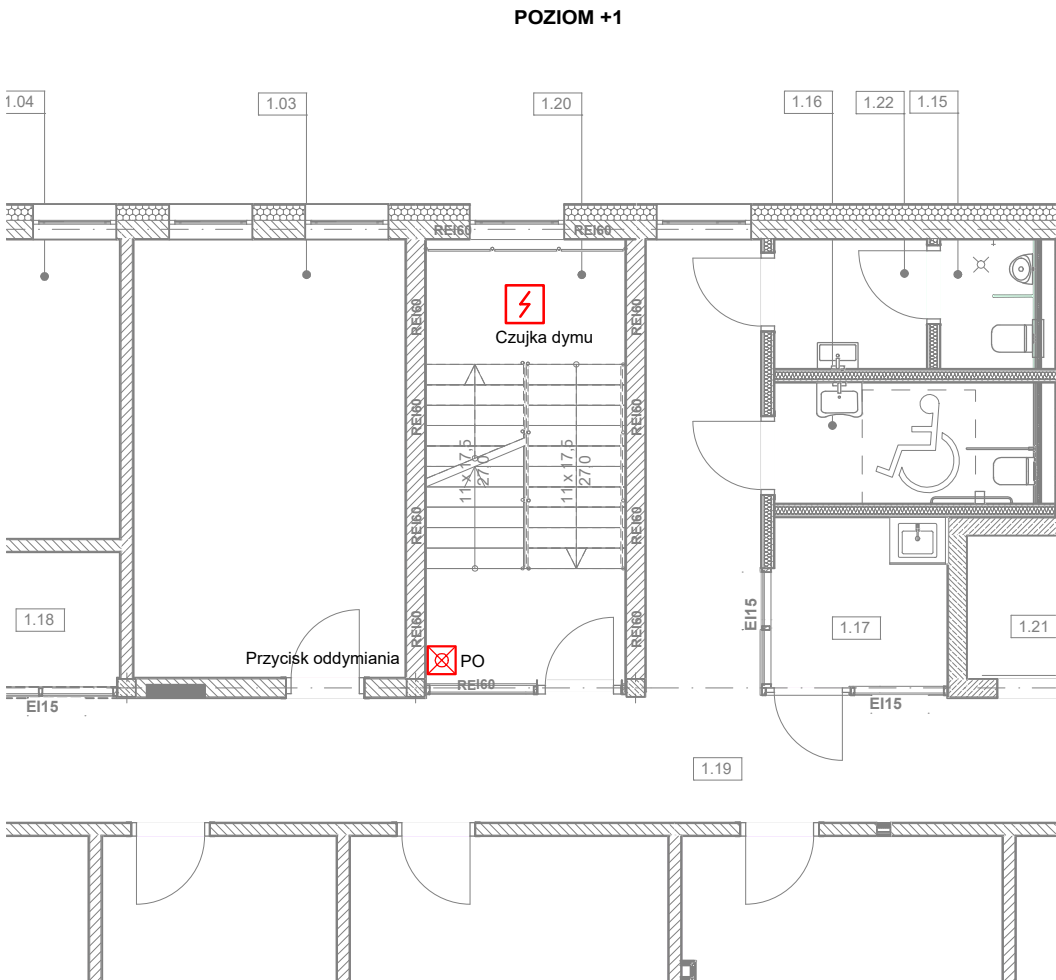 POZIOM +1
1.04
1.03
1.20
1.16
1.22
1.15
REI60
REI60
REI60
REI60
Czujka dymu
REI60
REI60
11 x 17,5
27,0
11 x 17,5
27,0
REI60
REI60
REI60
REI60
EI15
1.18
1.17
1.21
Przycisk oddymiania
PO
REI60
EI15
EI15
1.19